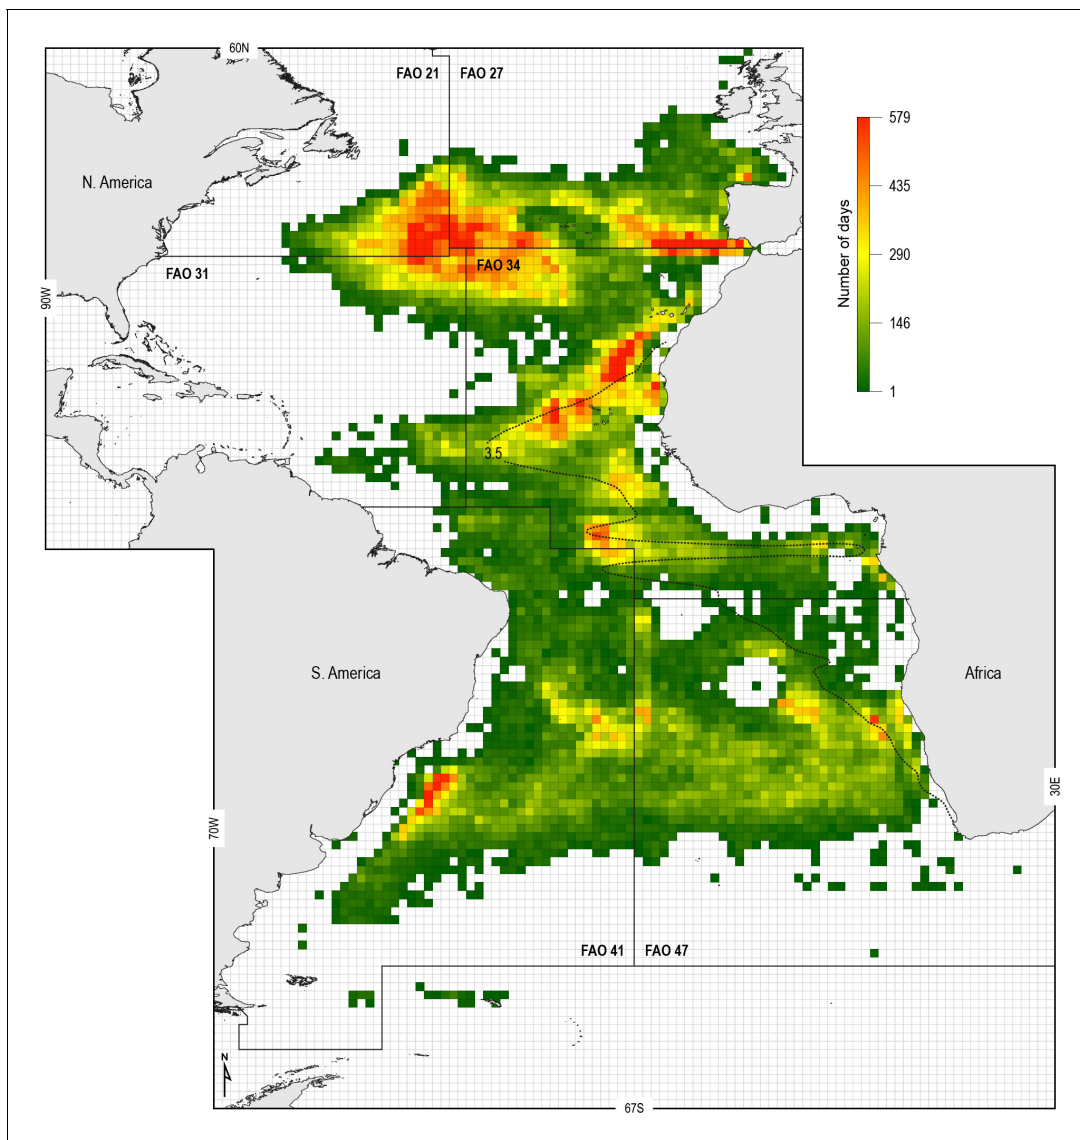 60N
FAO 21
FAO 27
579
N. America
435
Number of days
290
FAO 34
FAO 31
90W
146
1
3.5
S. America
Africa
30E
70W
FAO 41
FAO 47
N
67S